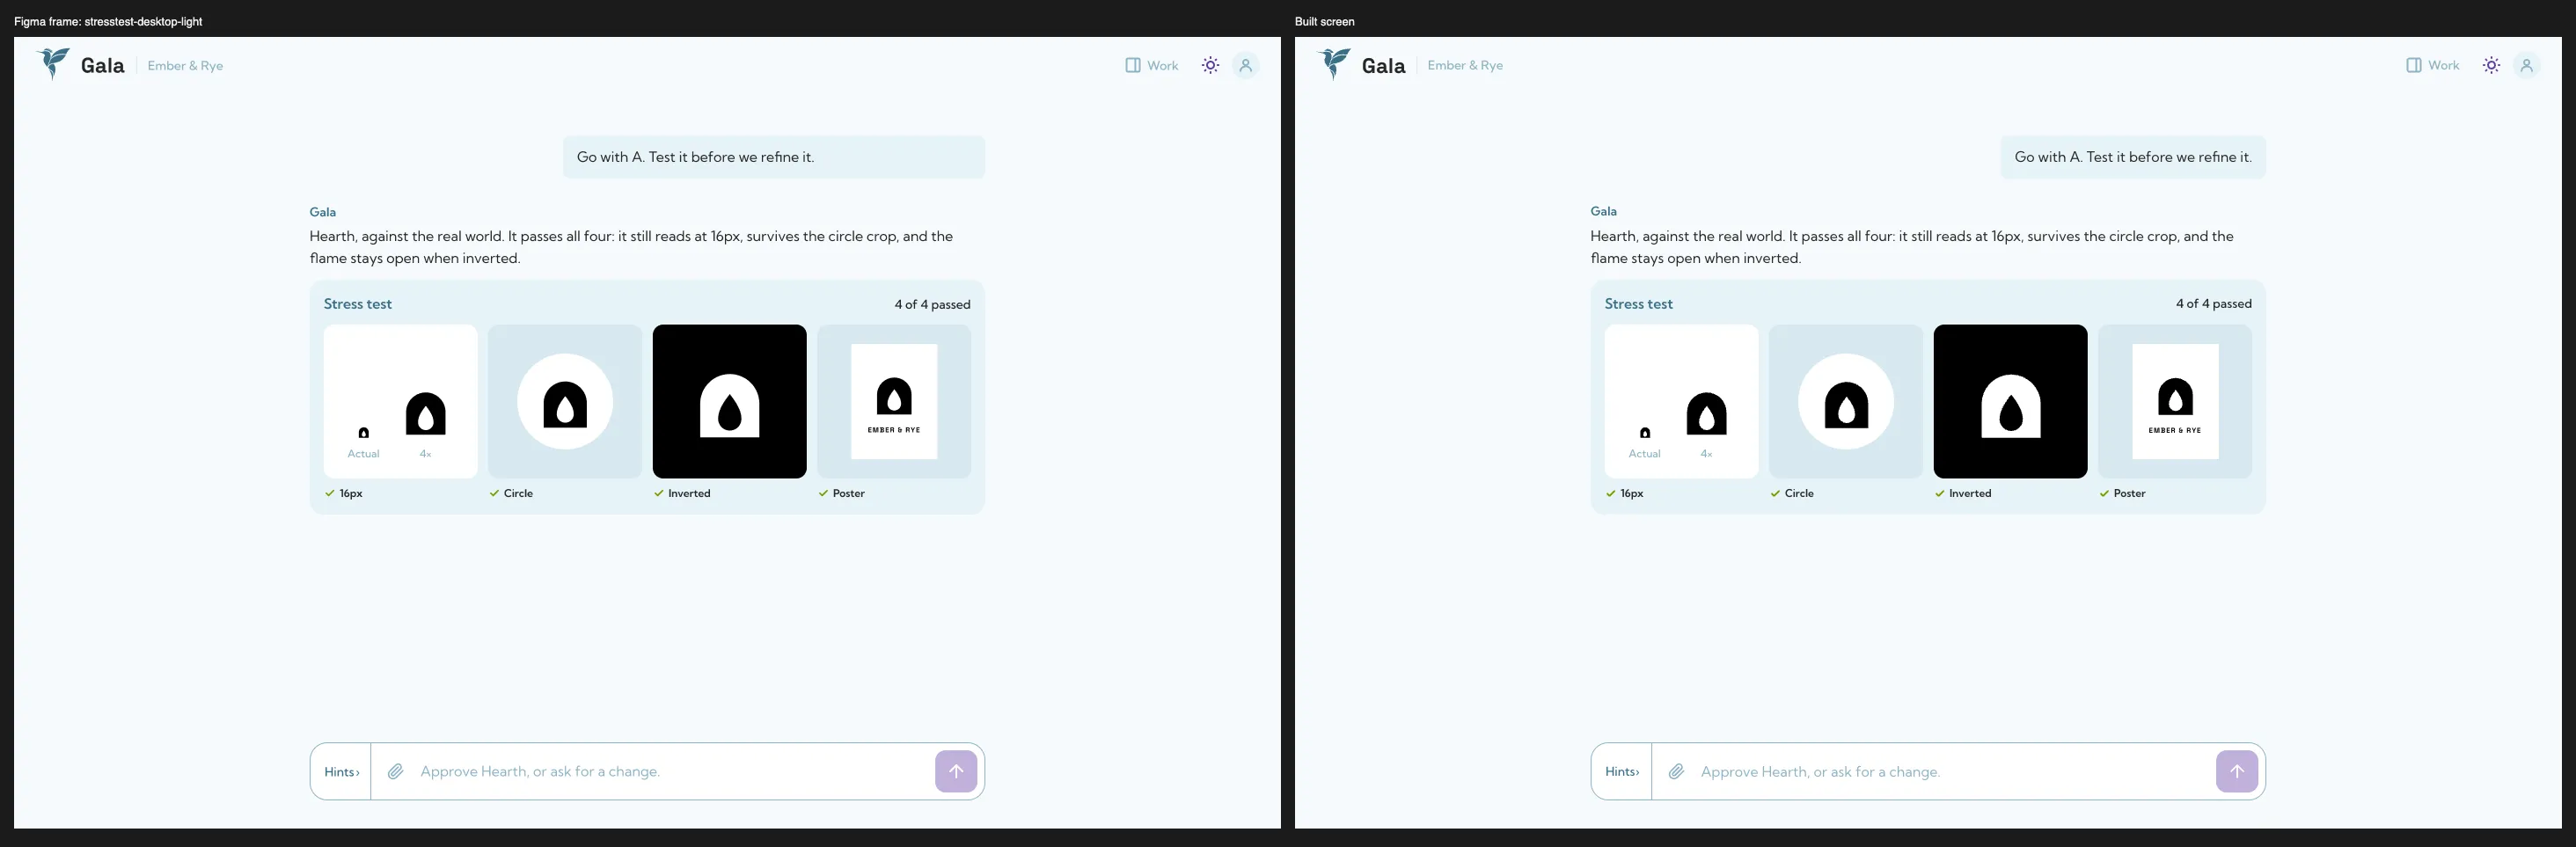 Figma frame: stresstest-desktop-light
Gala
Ember & Rye
Work
Go with A. Test it before we refine it.
Gala
Hearth, against the real world. It passes all four: it still reads at 16px, survives the circle crop, and the
flame stays open when inverted.
Stress test
4 of 4 passed
Actual
4×
EMBER & RYE
16px
Circle
Inverted
Poster
Hints›
Approve Hearth, or ask for a change.
Built screen
Gala
Ember & Rye
Work
Go with A. Test it before we refine it.
Gala
Hearth, against the real world. It passes all four: it still reads at 16px, survives the circle crop, and the
flame stays open when inverted.
Stress test
4 of 4 passed
Actual
4×
EMBER & RYE
16px
Circle
Inverted
Poster
Hints›
Approve Hearth, or ask for a change.